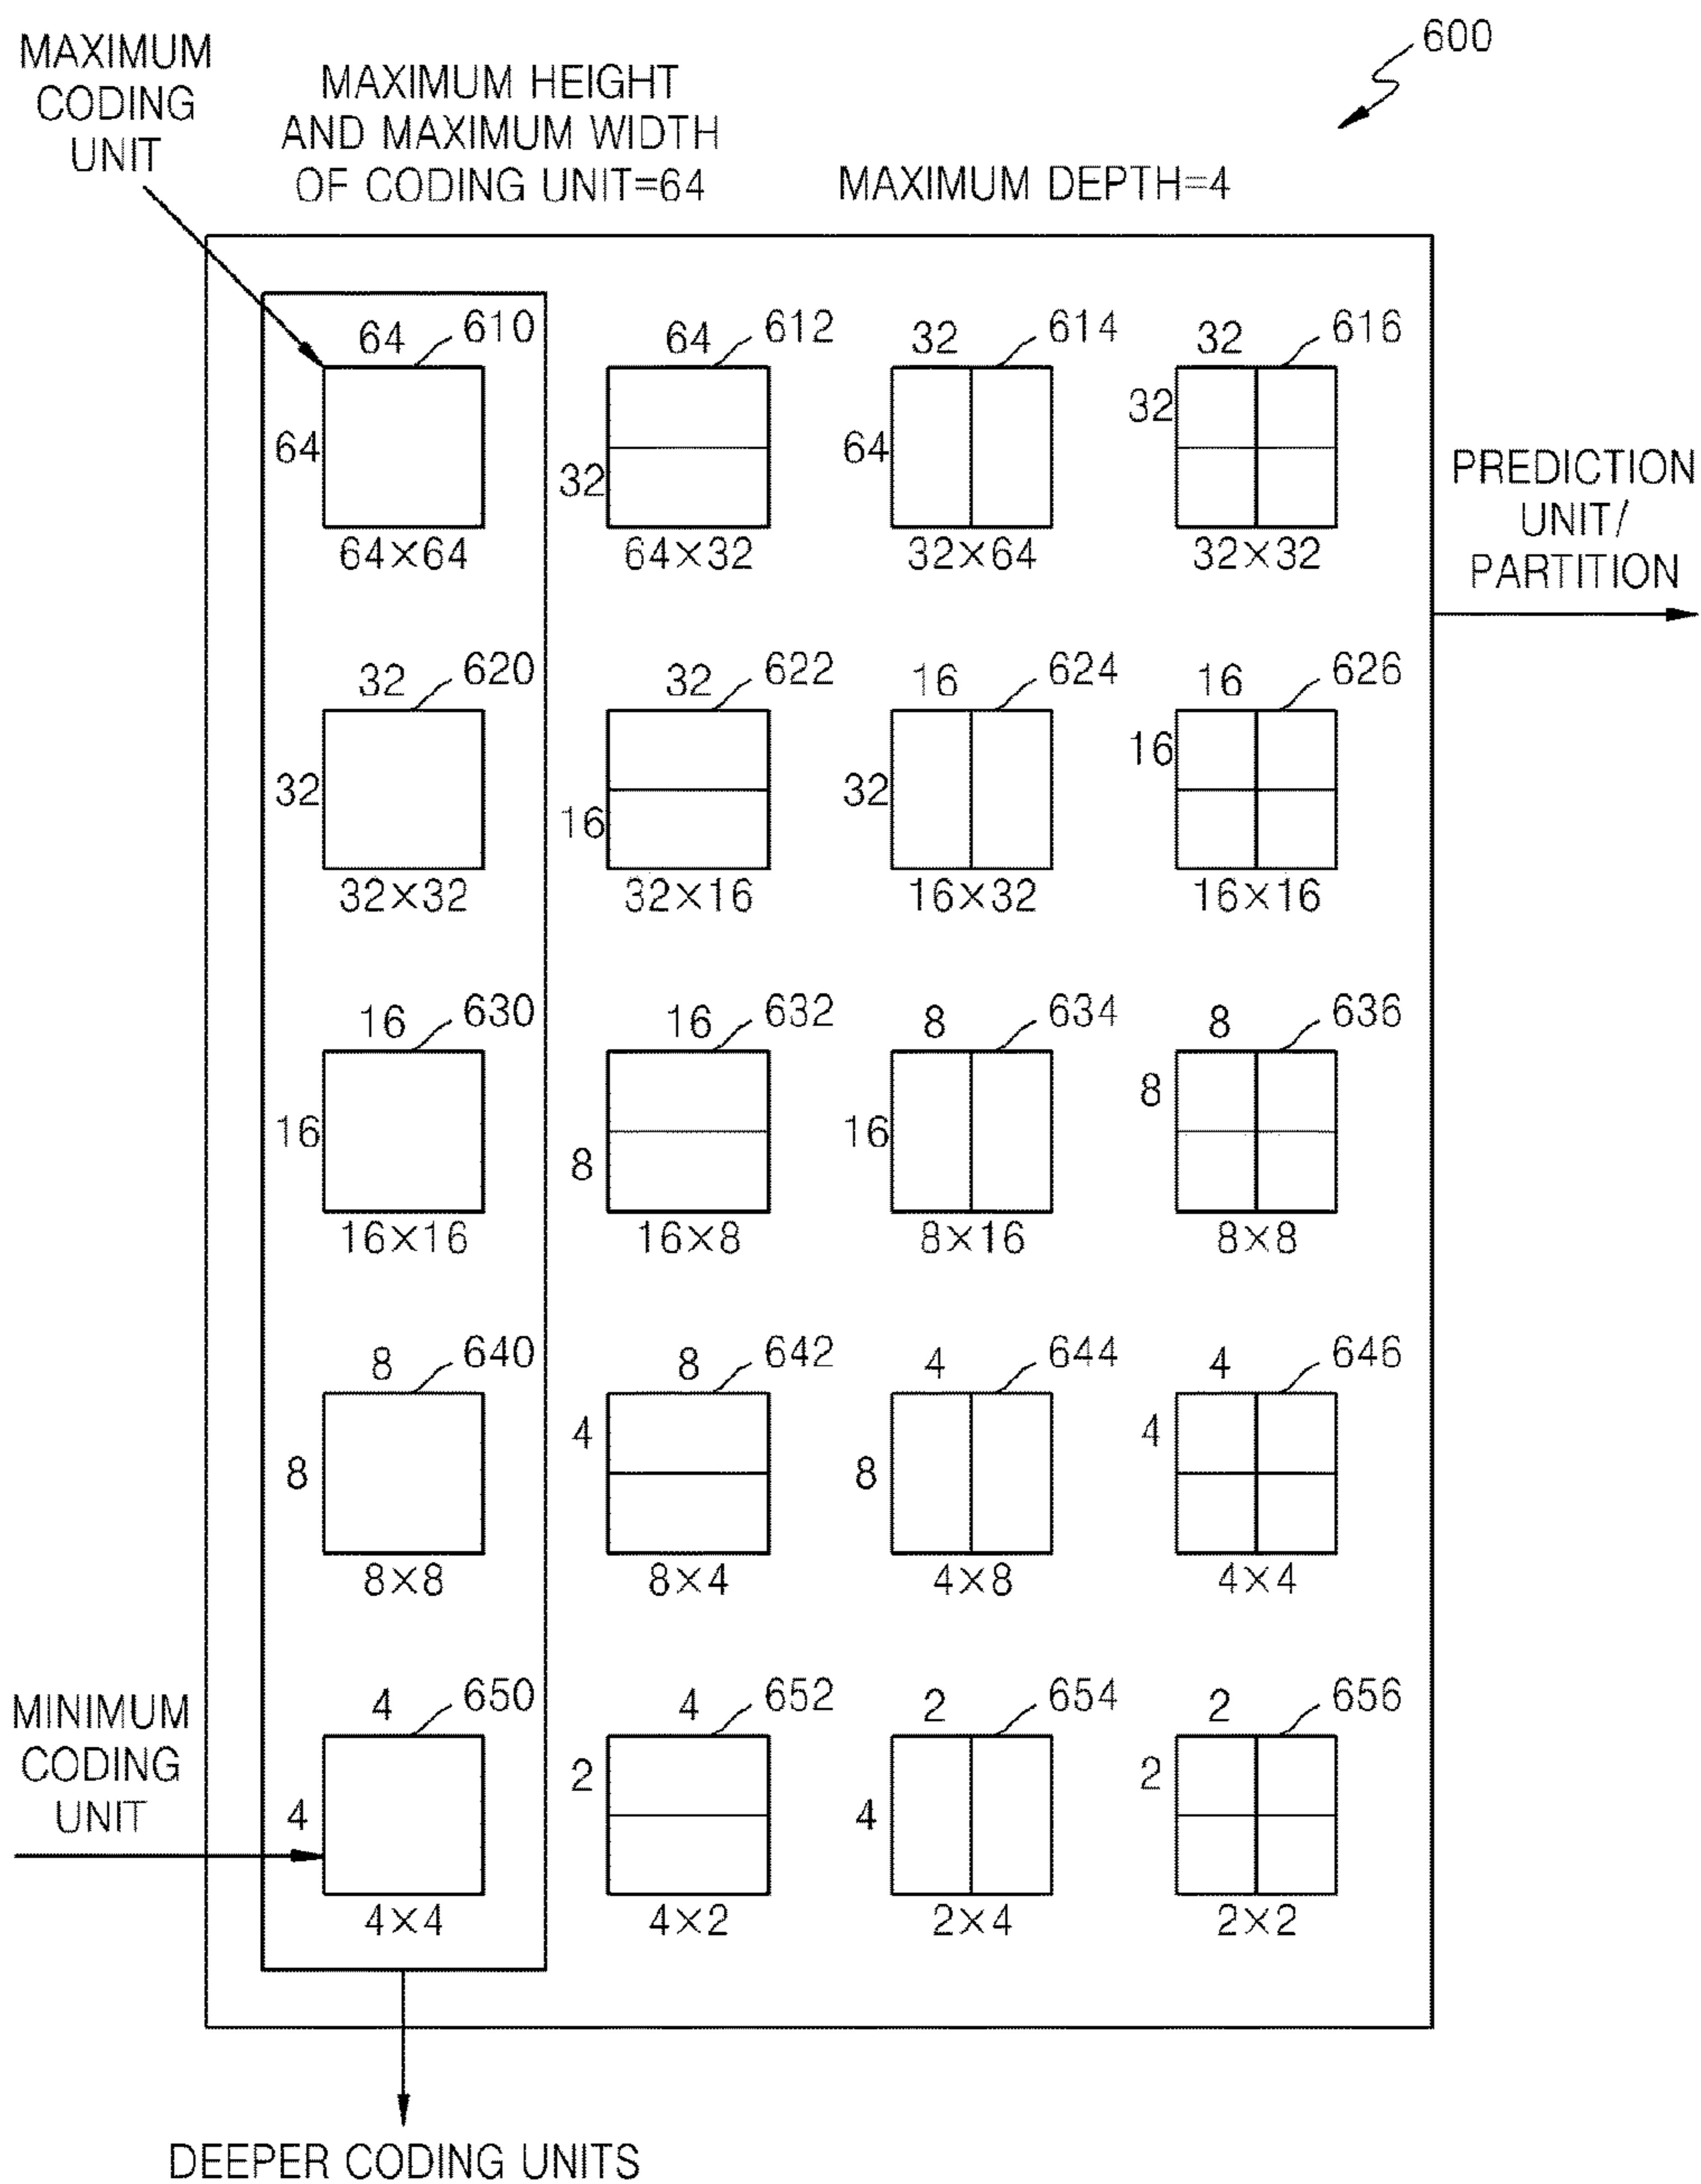 600
MAXIMUM
CODING
UNIT
MAXIMUM HEIGHT
AND MAXIMUM WIDTH
OF CODING UNIT=64
MAXIMUM DEPTH=4
64 610 64 612 32 614 32 616
64 32 64 32
64×64 64×32 32×64 32×32
PREDICTION
UNIT/
PARTITION
32 620 32 622 16 624 16 626
32 16 32 16
32×32 32×16 16×32 16×16
16 630 16 632 8 634 8 636
16 8 16 8
16×16 16×8 8×16 8×8
8 640 8 642 4 644 4 646
8 4 8 4
8×8 8×4 4×8 4×4
MINIMUM
CODING
UNIT
4 650 4 652 2 654 2 656
4 2 4 2
4×4 4×2 2×4 2×2
DEEPER CODING UNITS